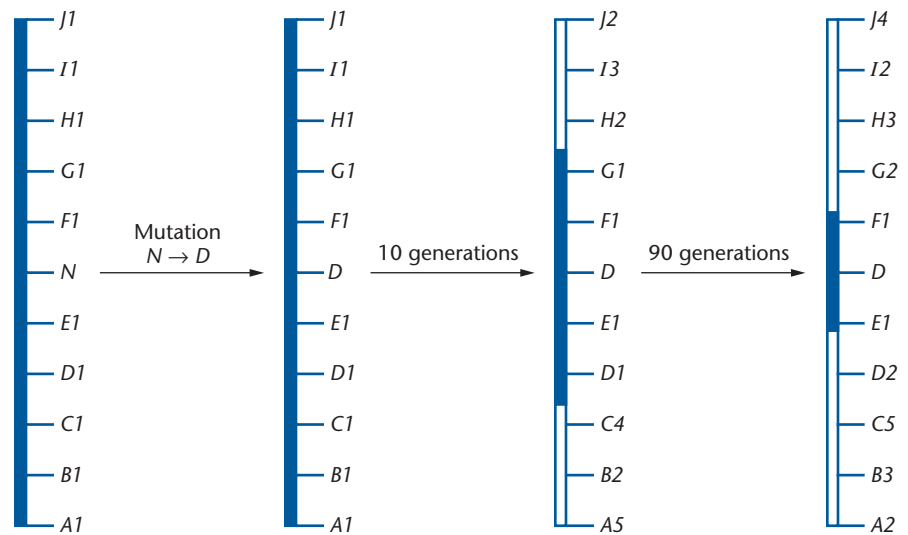 J1
I1
H1
G1
F1
N
E1
D1
C1
B1
A1
Mutation
N → D
J1
I1
H1
G1
F1
D
E1
D1
C1
B1
A1
10 generations
J2
I3
H2
G1
F1
D
E1
D1
C4
B2
A5
90 generations
J4
I2
H3
G2
F1
D
E1
D2
C5
B3
A2